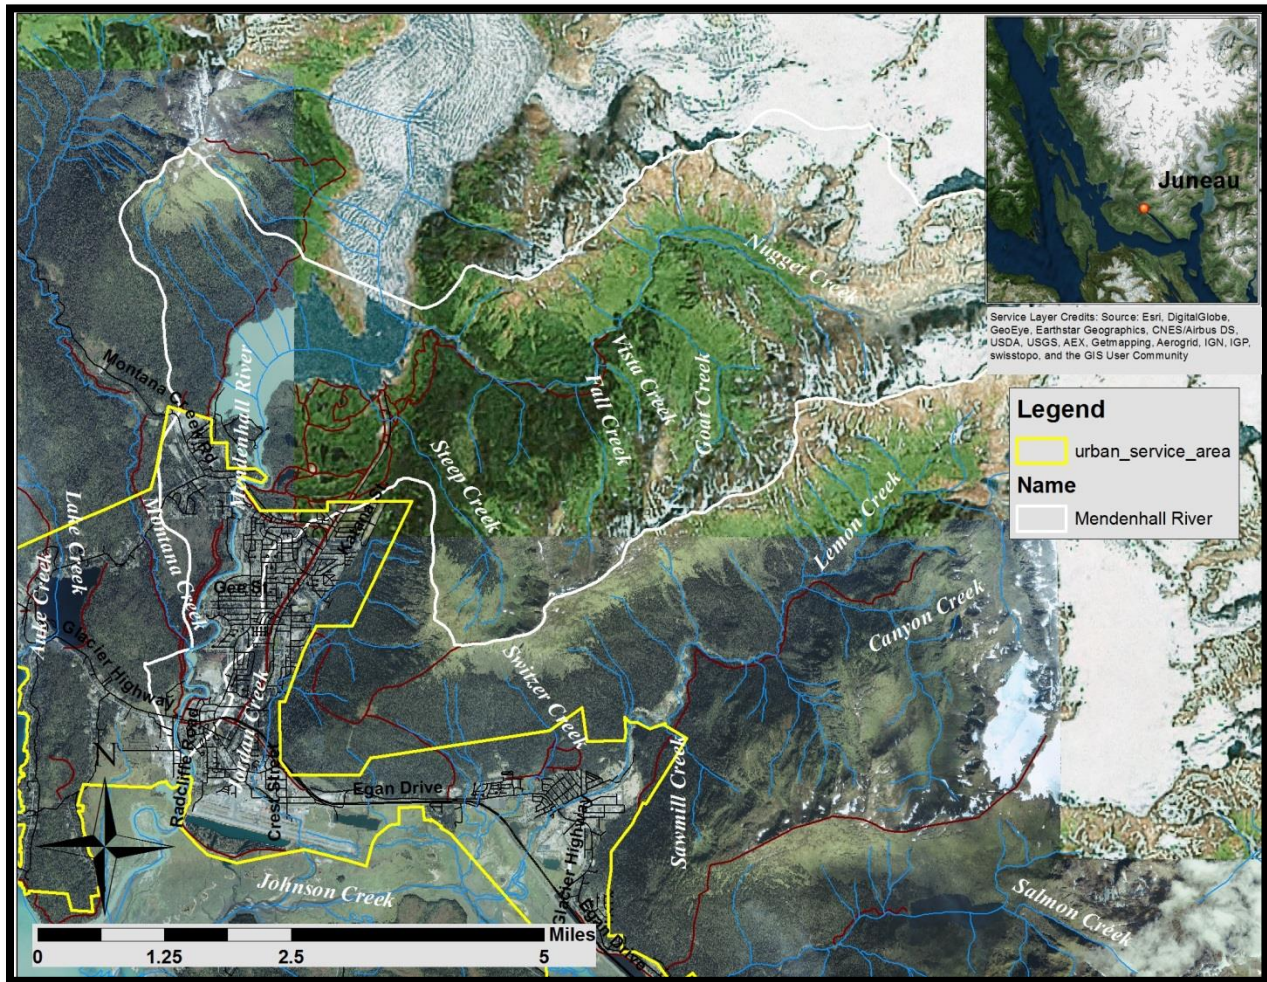 Juneau
Service Layer Credits: Source: Esri, DigitalGlobe,
GeoEye, Earthstar Geographics, CNES/Airbus DS,
USDA, USGS, AEX, Getmapping, Aerogrid, IGN, IGP,
swisstopo, and the GIS User Community
Legend
urban_service_area
Name
Mendenhall River
Nugget Creek
Vista Creek
Goat Creek
Fall Creek
Steep Creek
Mendenhall River
Montana Creek Rd
Lake Creek
Montana Creek
Auke Creek
Lemon Creek
Canyon Creek
Gee St
Glacier Highway
Switzer Creek
Jordan Creek
Radcliffe Road
Crest Street
Egan Drive
Sawmill Creek
Glacier Highway
N
Johnson Creek
Salmon Creek
Egan Drive
Miles
0 1.25 2.5 5